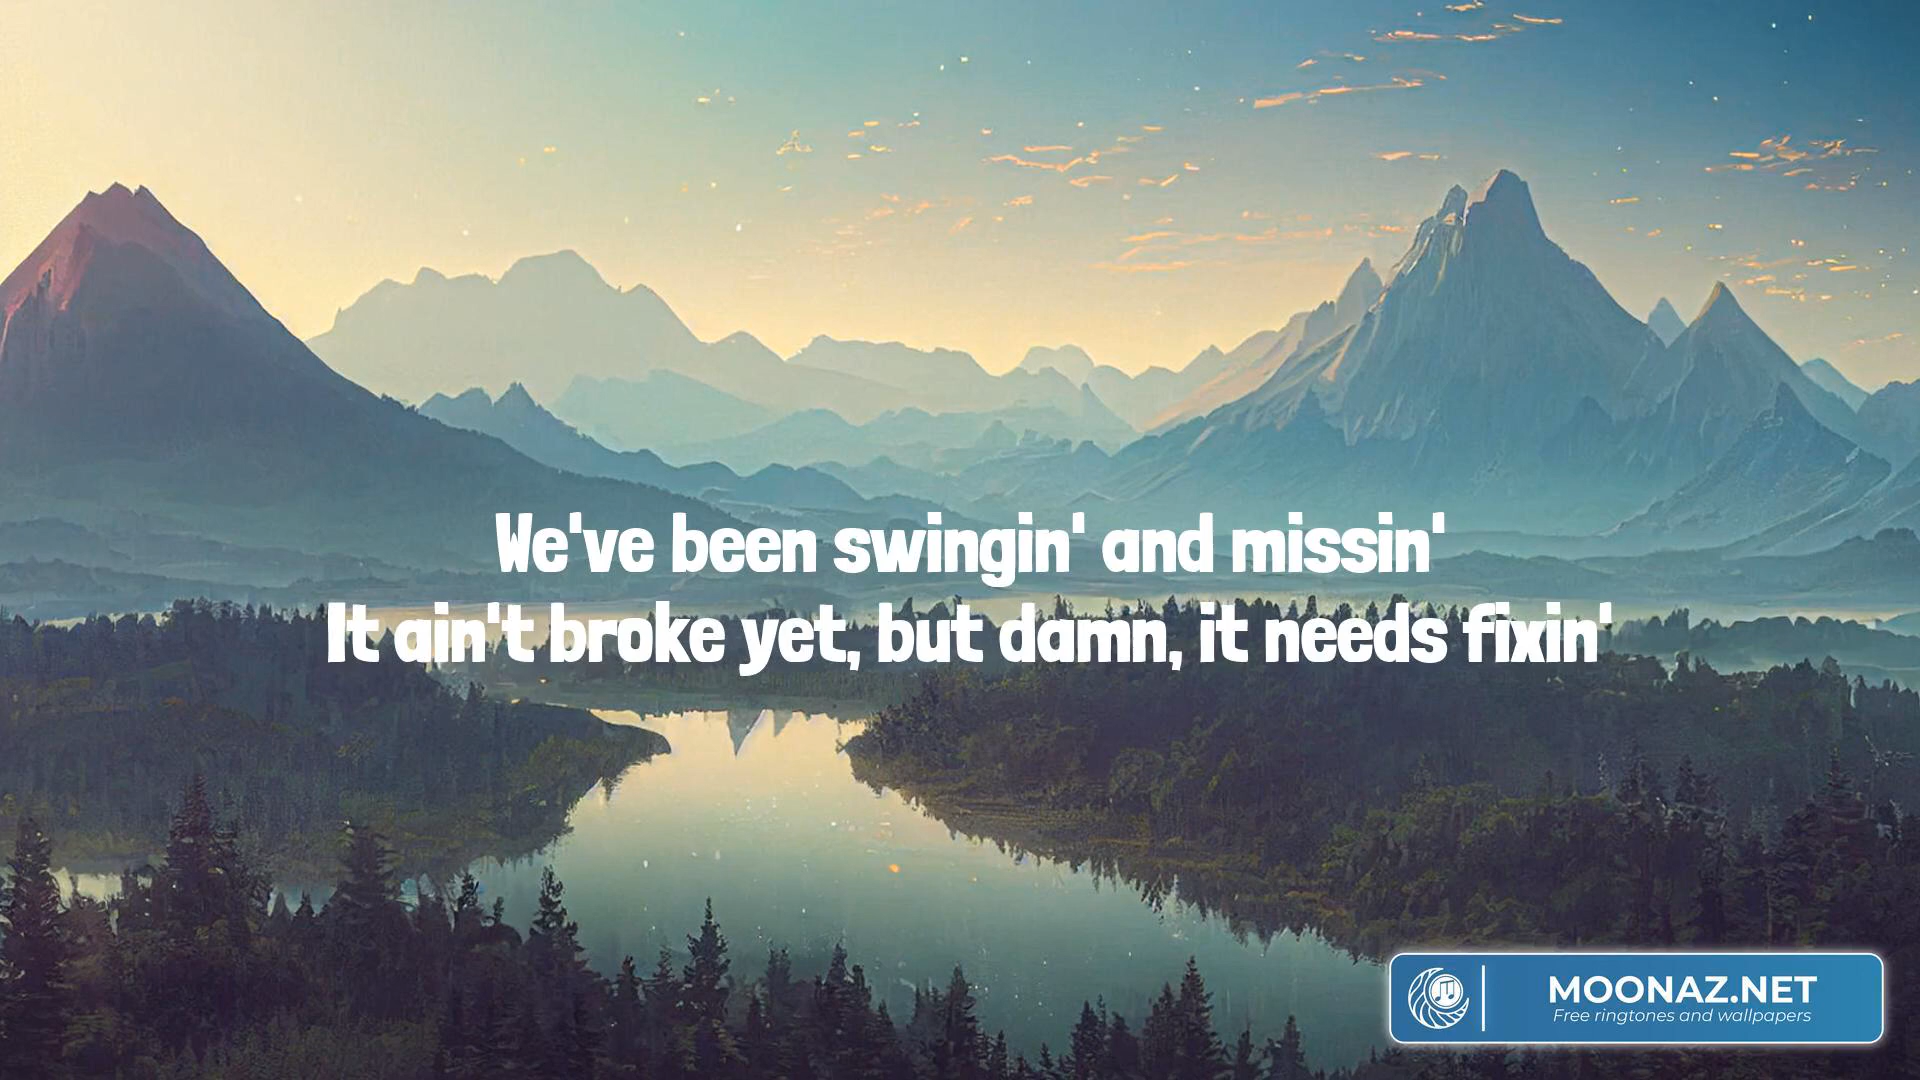 We've been swingin' and missin'
It ain't broke yet, but damn, it needs fixin'
MOONAZ.NET
Free ringtones and wallpapers